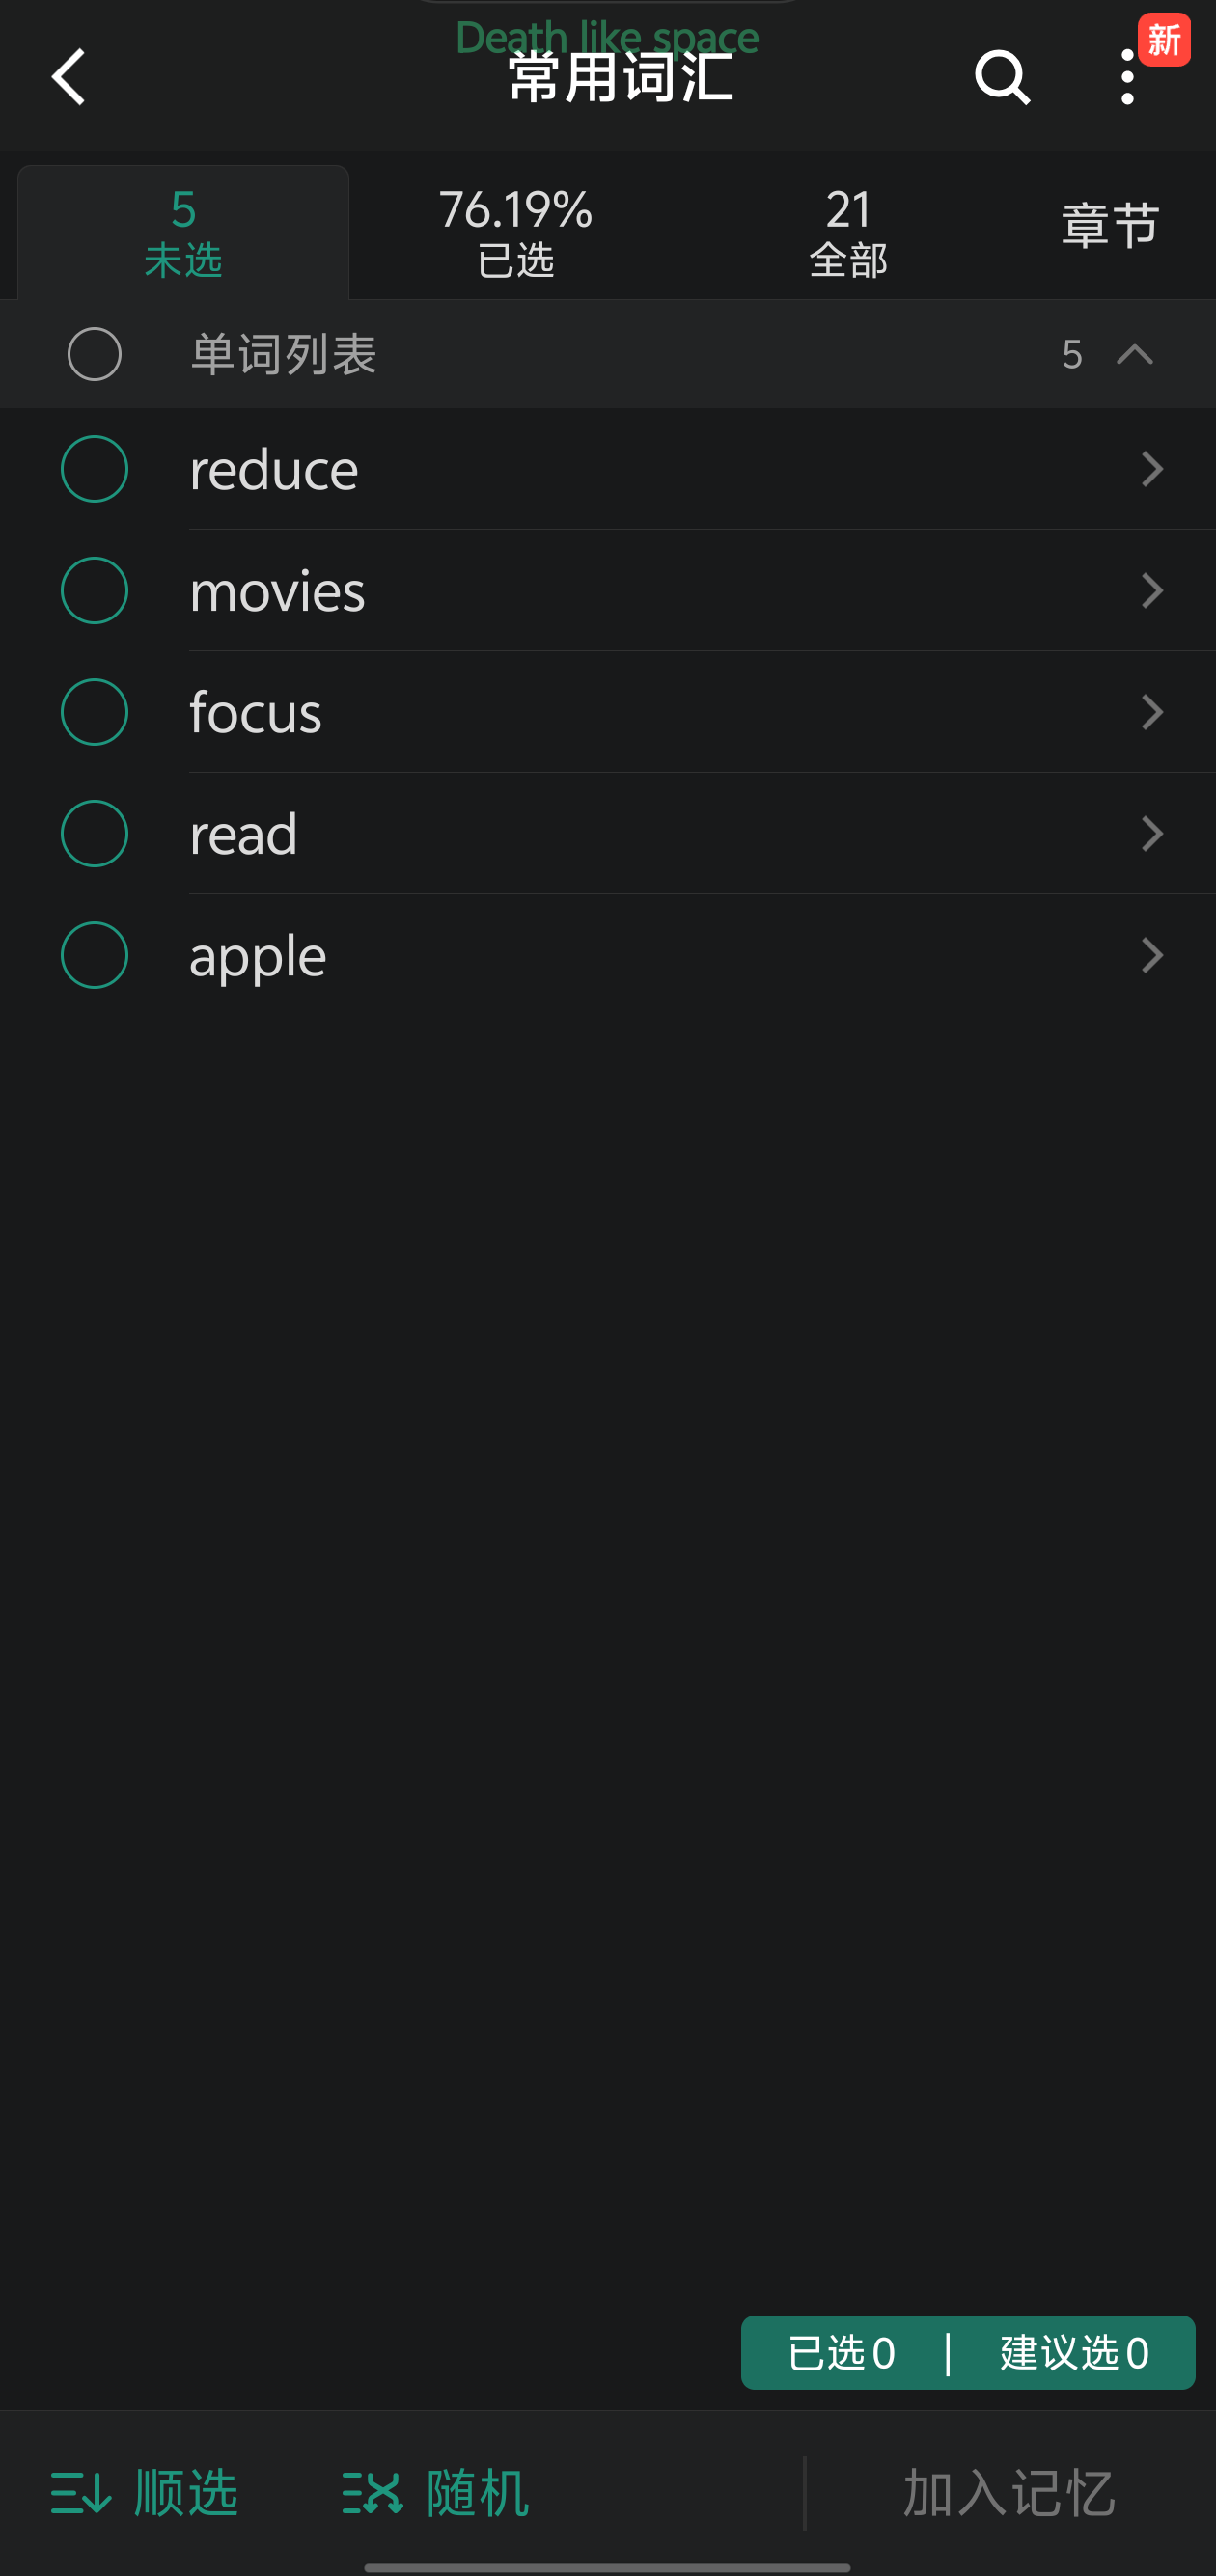 Death like space
常用词汇
新
5
未选
76.19%
已选
21
全部
章节
单词列表
5
reduce
movies
focus
read
apple
已选0 | 建议选0
顺选
随机
加入记忆